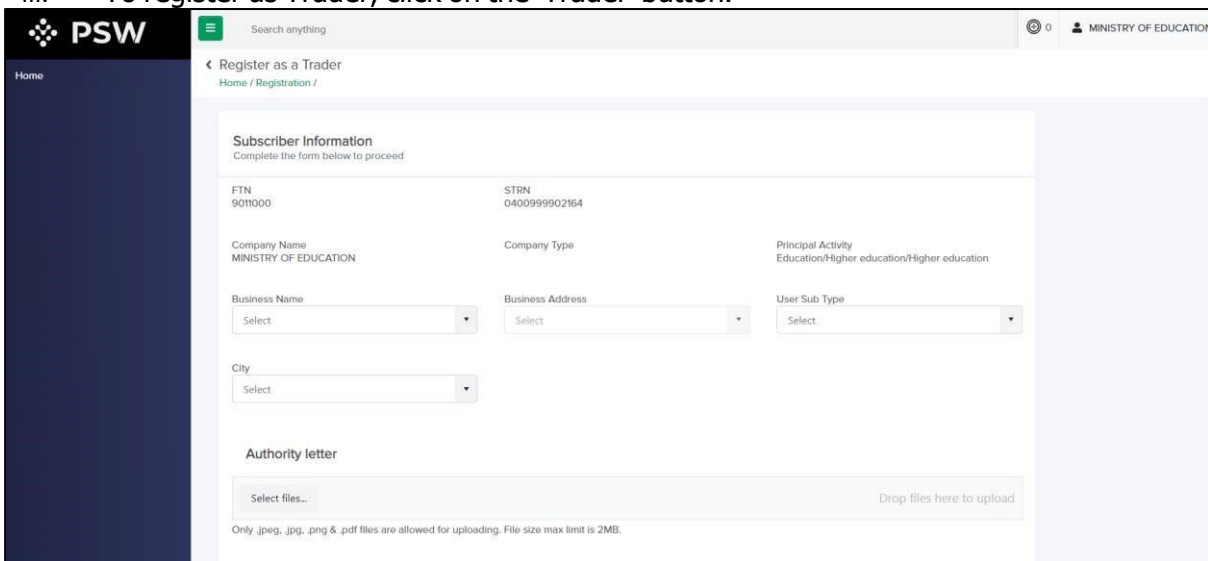 To register as Trader, click on the 'Trader' button.
PSW
Search anything
0
MINISTRY OF EDUCATION
Home
Register as a Trader
Home / Registration /
Subscriber Information
Complete the form below to proceed
FTN
STRN
9011000
0400999902164
Company Name
Company Type
Principal Activity
MINISTRY OF EDUCATION
Education/Higher education/Higher education
Business Name
Business Address
User Sub Type
Select
Select
Select
City
Select
Authority letter
Select files...
Drop files here to upload
Only .jpeg, .jpg, .png & .pdf files are allowed for uploading. File size max limit is 2MB.